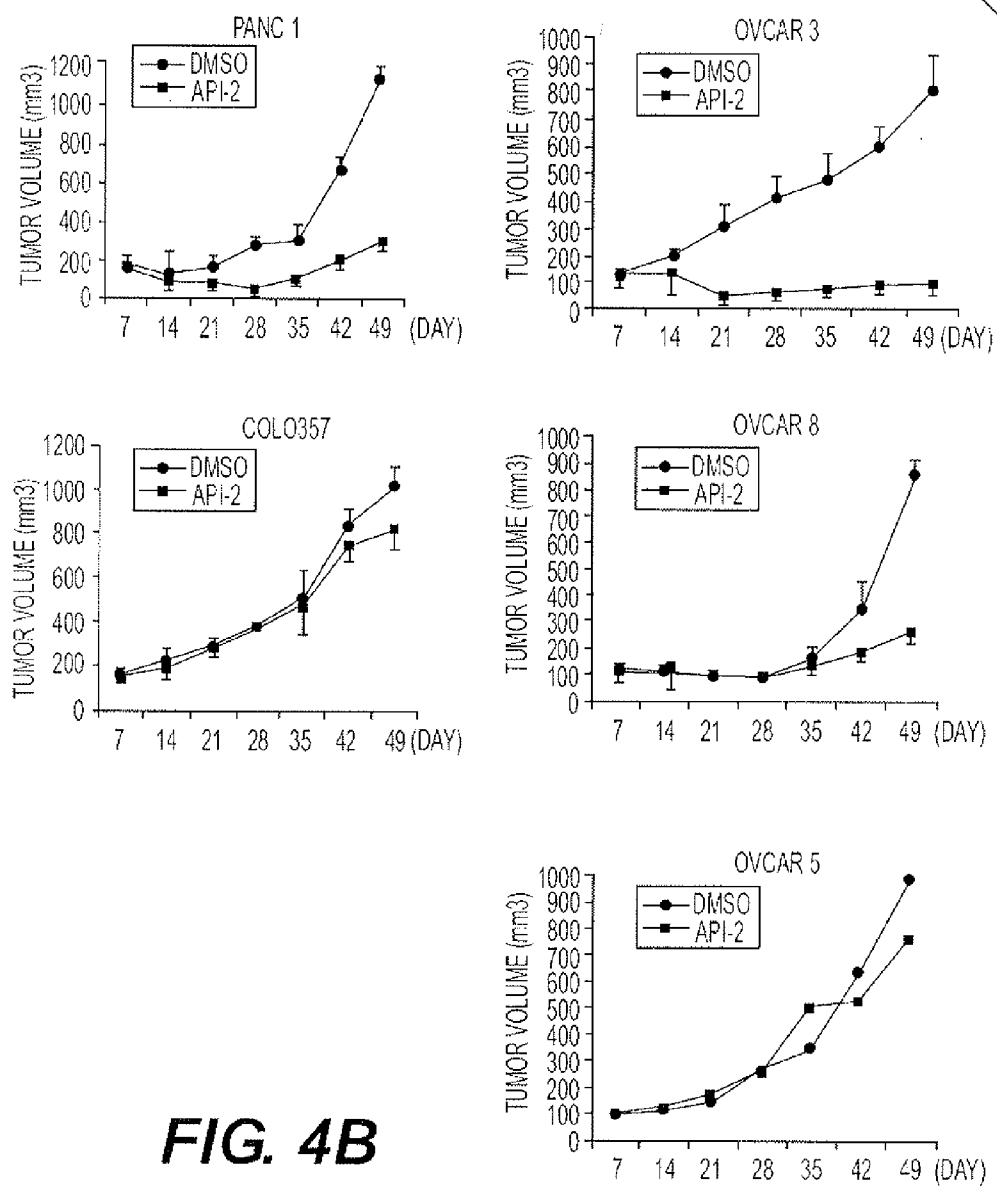 PANC 1
DMSO
API-2
TUMOR VOLUME (mm3)
1200
1000
800
600
400
200
0
7 14 21 28 35 42 49 (DAY)
OVCAR 3
DMSO
API-2
TUMOR VOLUME (mm3)
1000
900
800
700
600
500
400
300
200
100
0
7 14 21 28 35 42 49 (DAY)
COLO357
DMSO
API-2
TUMOR VOLUME (mm3)
1200
1000
800
600
400
200
0
7 14 21 28 35 42 49 (DAY)
OVCAR 8
DMSO
API-2
TUMOR VOLUME (mm3)
1000
900
800
700
600
500
400
300
200
100
0
7 14 21 28 35 42 49 (DAY)
OVCAR 5
DMSO
API-2
TUMOR VOLUME (mm3)
1000
900
800
700
600
500
400
300
200
100
0
7 14 21 28 35 42 49 (DAY)
FIG. 4B